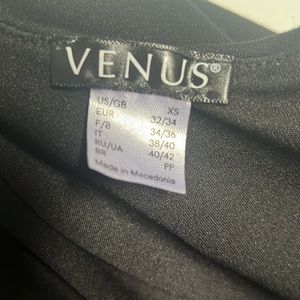 VENUS®
US/GB XS
EUR 32/34
F/B 34/36
IT 38/40
RU/UA 40/42
BR PP
Made in Macedonia